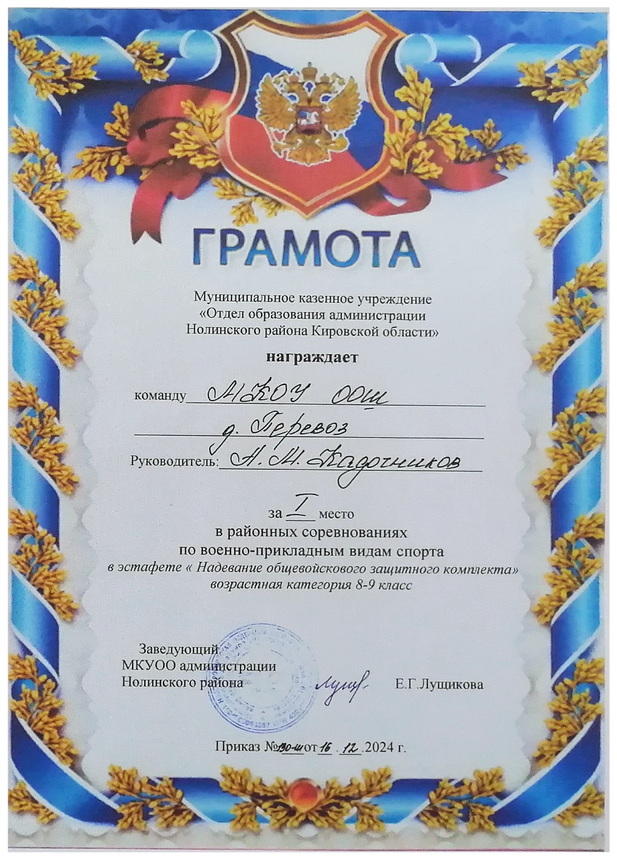 ГРАМОТА
Муниципальное казенное учреждение
«Отдел образования администрации
Нолинского района Кировской области»
награждает
команду МКОУ ООШ
д. Перевоз
Руководитель: А. М. Кадочников
за I место
в районных соревнованиях
по военно-прикладным видам спорта
в эстафете « Надевание общевойскового защитного комплекта»
возрастная категория 8-9 класс
Заведующий
МКУОО администрации
Нолинского района Е.Г.Лущикова
Приказ № от 16 . 12 .2024 г.